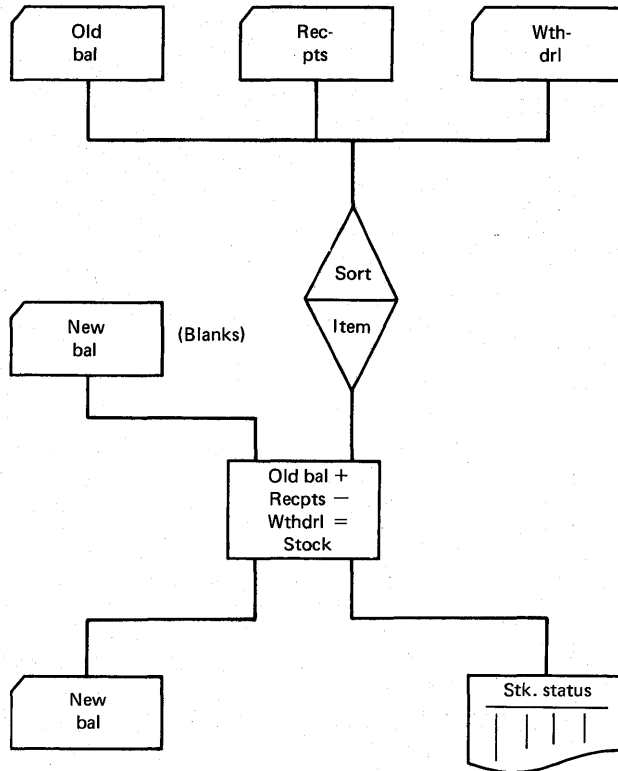 Old
bal
Rec-
pts
Wth-
drl
Sort
Item
New
bal
(Blanks)
Old bal +
Recpts −
Wthdrl =
Stock
New
bal
Stk. status